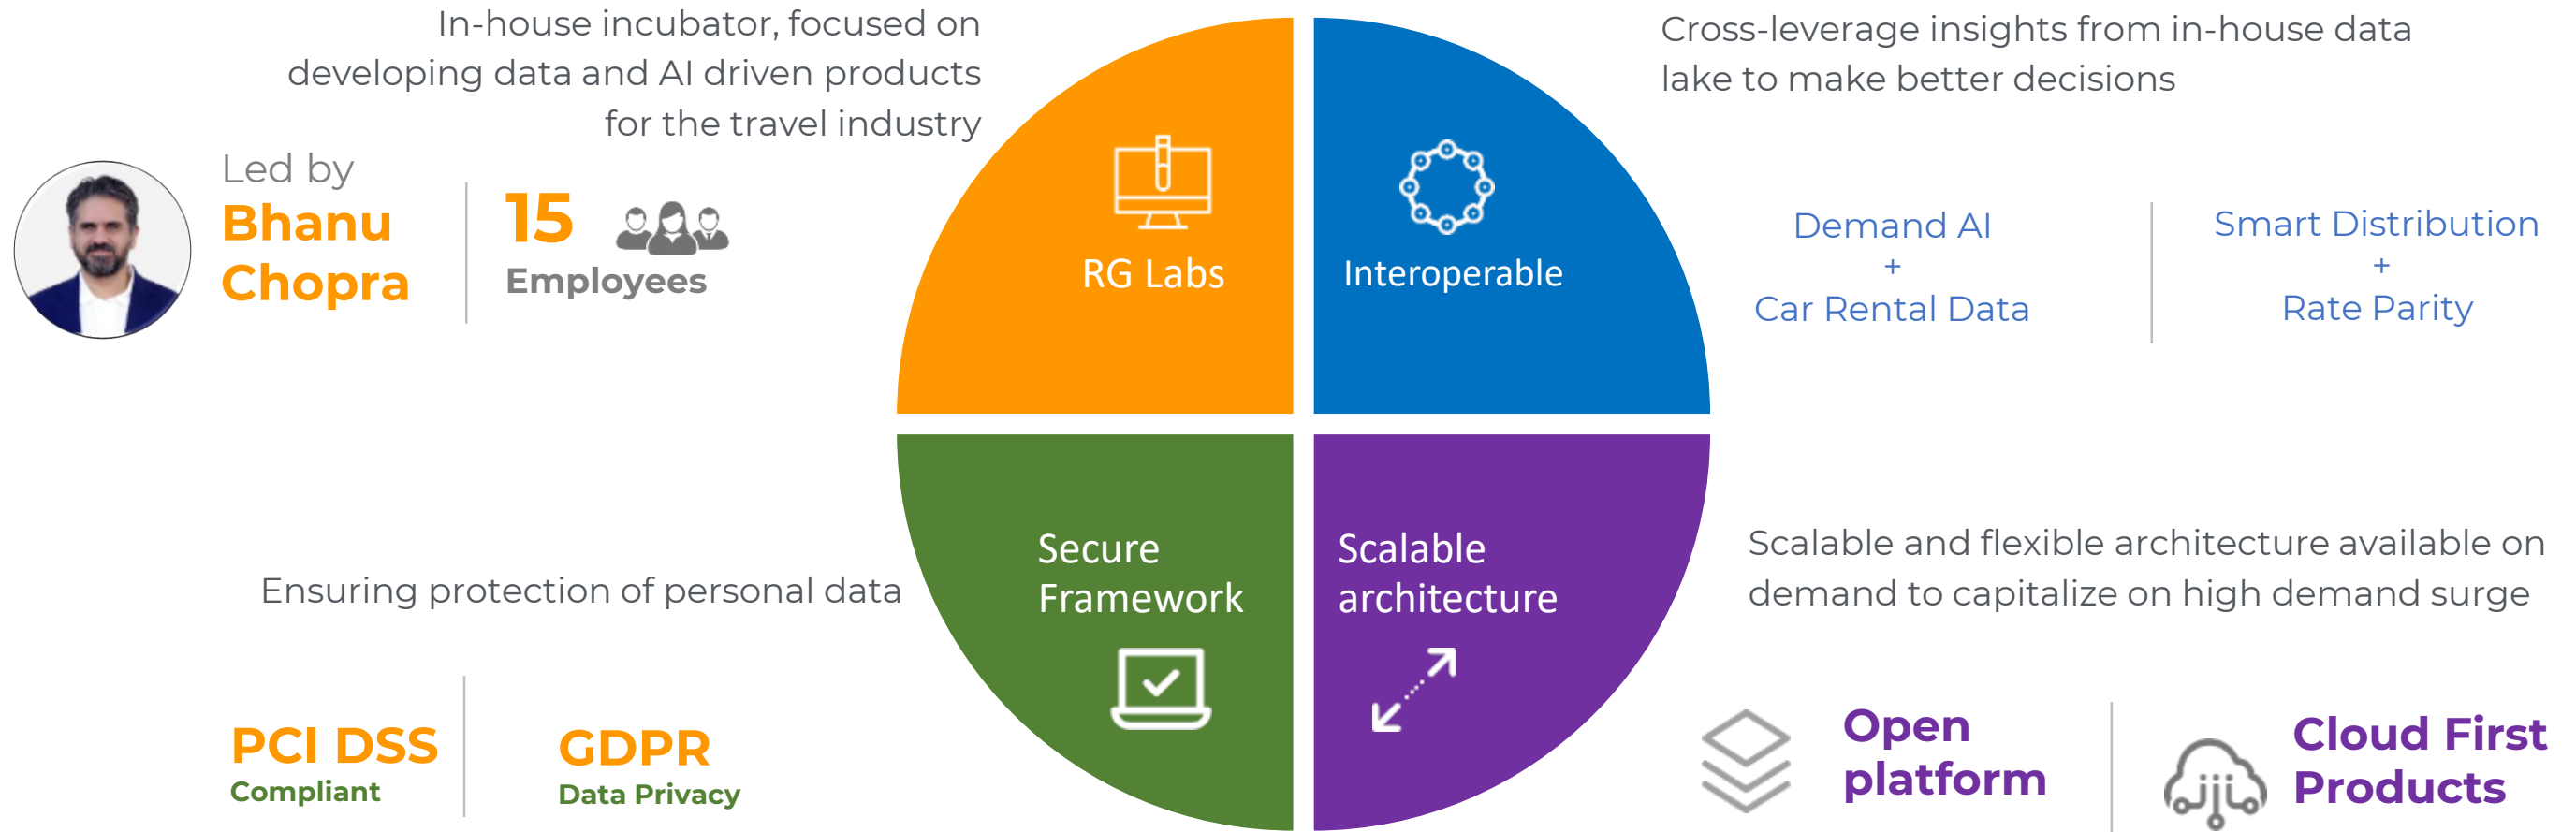 In-house incubator, focused on
developing data and AI driven products
for the travel industry
Led by
Bhanu
Chopra
15
Employees
RG Labs
Interoperable
Cross-leverage insights from in-house data
lake to make better decisions
Demand AI
+
Car Rental Data
Smart Distribution
+
Rate Parity
Ensuring protection of personal data
PCI DSS
Compliant
GDPR
Data Privacy
Secure
Framework
Scalable
architecture
Scalable and flexible architecture available on
demand to capitalize on high demand surge
Open
platform
Cloud First
Products